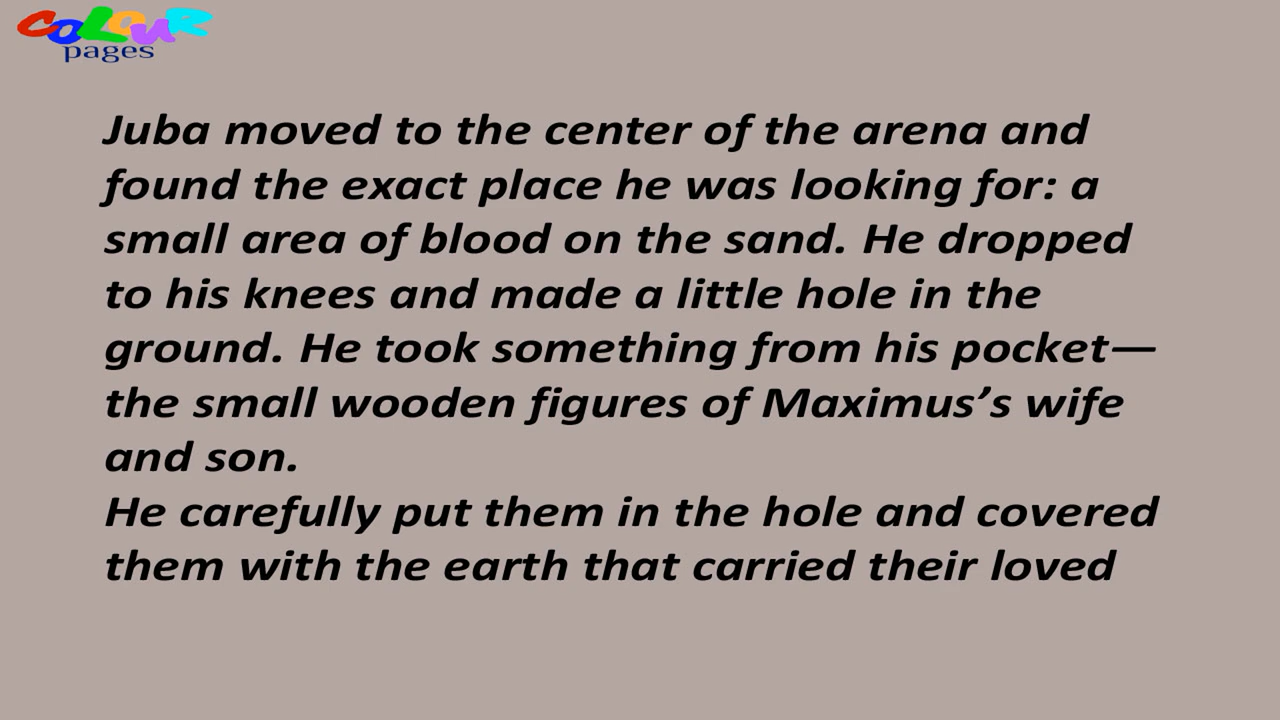 COLOUR
pages
Juba moved to the center of the arena and
found the exact place he was looking for: a
small area of blood on the sand. He dropped
to his knees and made a little hole in the
ground. He took something from his pocket—
the small wooden figures of Maximus’s wife
and son.
He carefully put them in the hole and covered
them with the earth that carried their loved